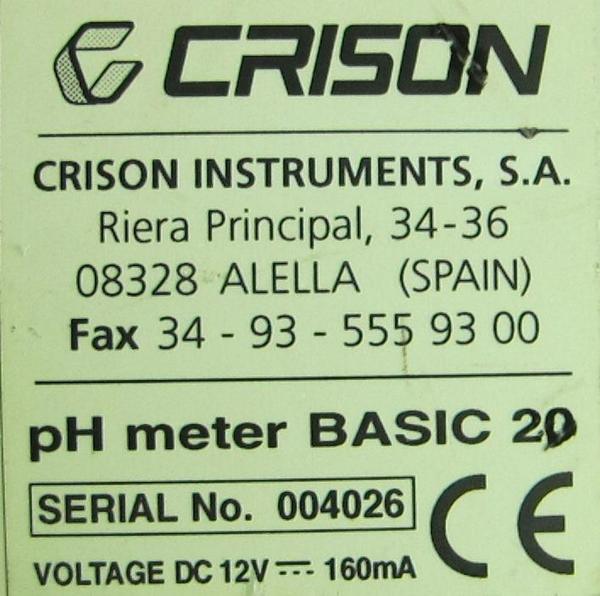 CRISON
CRISON INSTRUMENTS, S.A.
Riera Principal, 34-36
08328 ALELLA (SPAIN)
Fax 34 - 93 - 555 93 00
pH meter BASIC 20
SERIAL No. 004026
CE
VOLTAGE DC 12V ⎓ 160mA